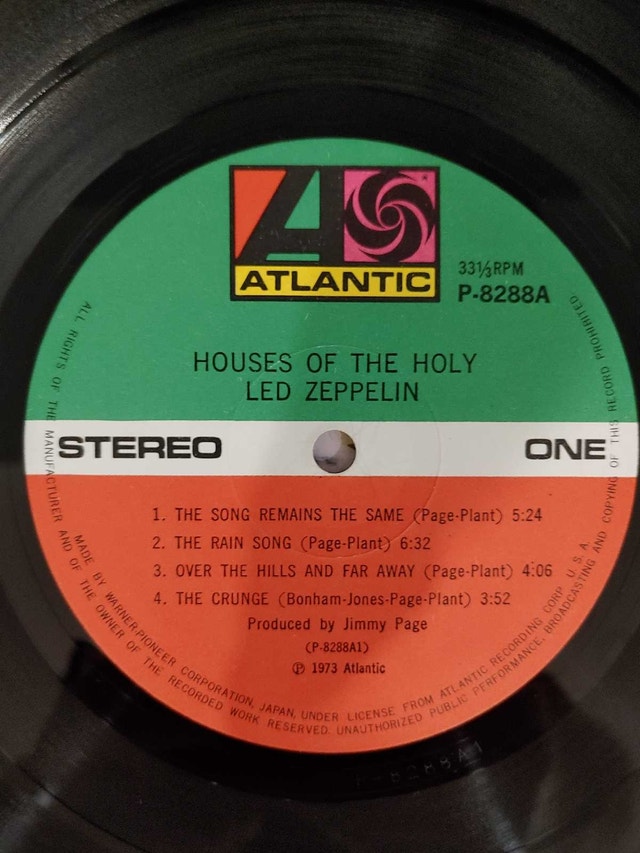 ATLANTIC
33⅓RPM
P-8288A
HOUSES OF THE HOLY
LED ZEPPELIN
STEREO
ONE
1. THE SONG REMAINS THE SAME (Page-Plant) 5:24
2. THE RAIN SONG (Page-Plant) 6:32
3. OVER THE HILLS AND FAR AWAY (Page-Plant) 4:06
4. THE CRUNGE (Bonham-Jones-Page-Plant) 3:52
Produced by Jimmy Page
(P-8288A1)
Ⓟ 1973 Atlantic
MADE BY WARNER-PIONEER CORPORATION, JAPAN, UNDER LICENSE FROM ATLANTIC RECORDING CORP. U.S.A.
ALL RIGHTS OF THE MANUFACTURER AND OF THE OWNER OF THE RECORDED WORK RESERVED. UNAUTHORIZED PUBLIC PERFORMANCE, BROADCASTING AND COPYING OF THIS RECORD PROHIBITED
P-8288A1